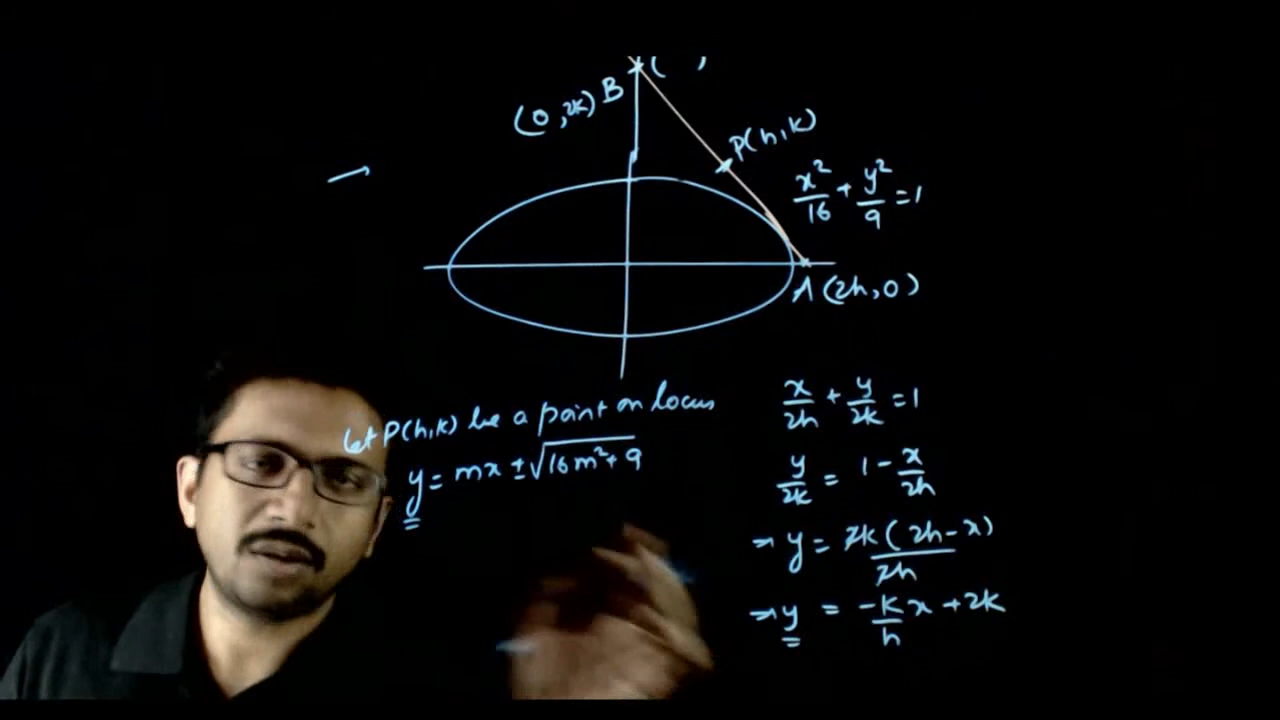 ( ,
B
(0, 2k)
P(h, k)
x²/16 + y²/9 = 1
A (2h, 0)
Let P(h, k) be a point on locus
y = mx ± √16m² + 9
x/2h + y/2k = 1
y/2k = 1 - x/2h
⇒ y = 2k (2h - x)/2h
⇒ y = -k/h x + 2k